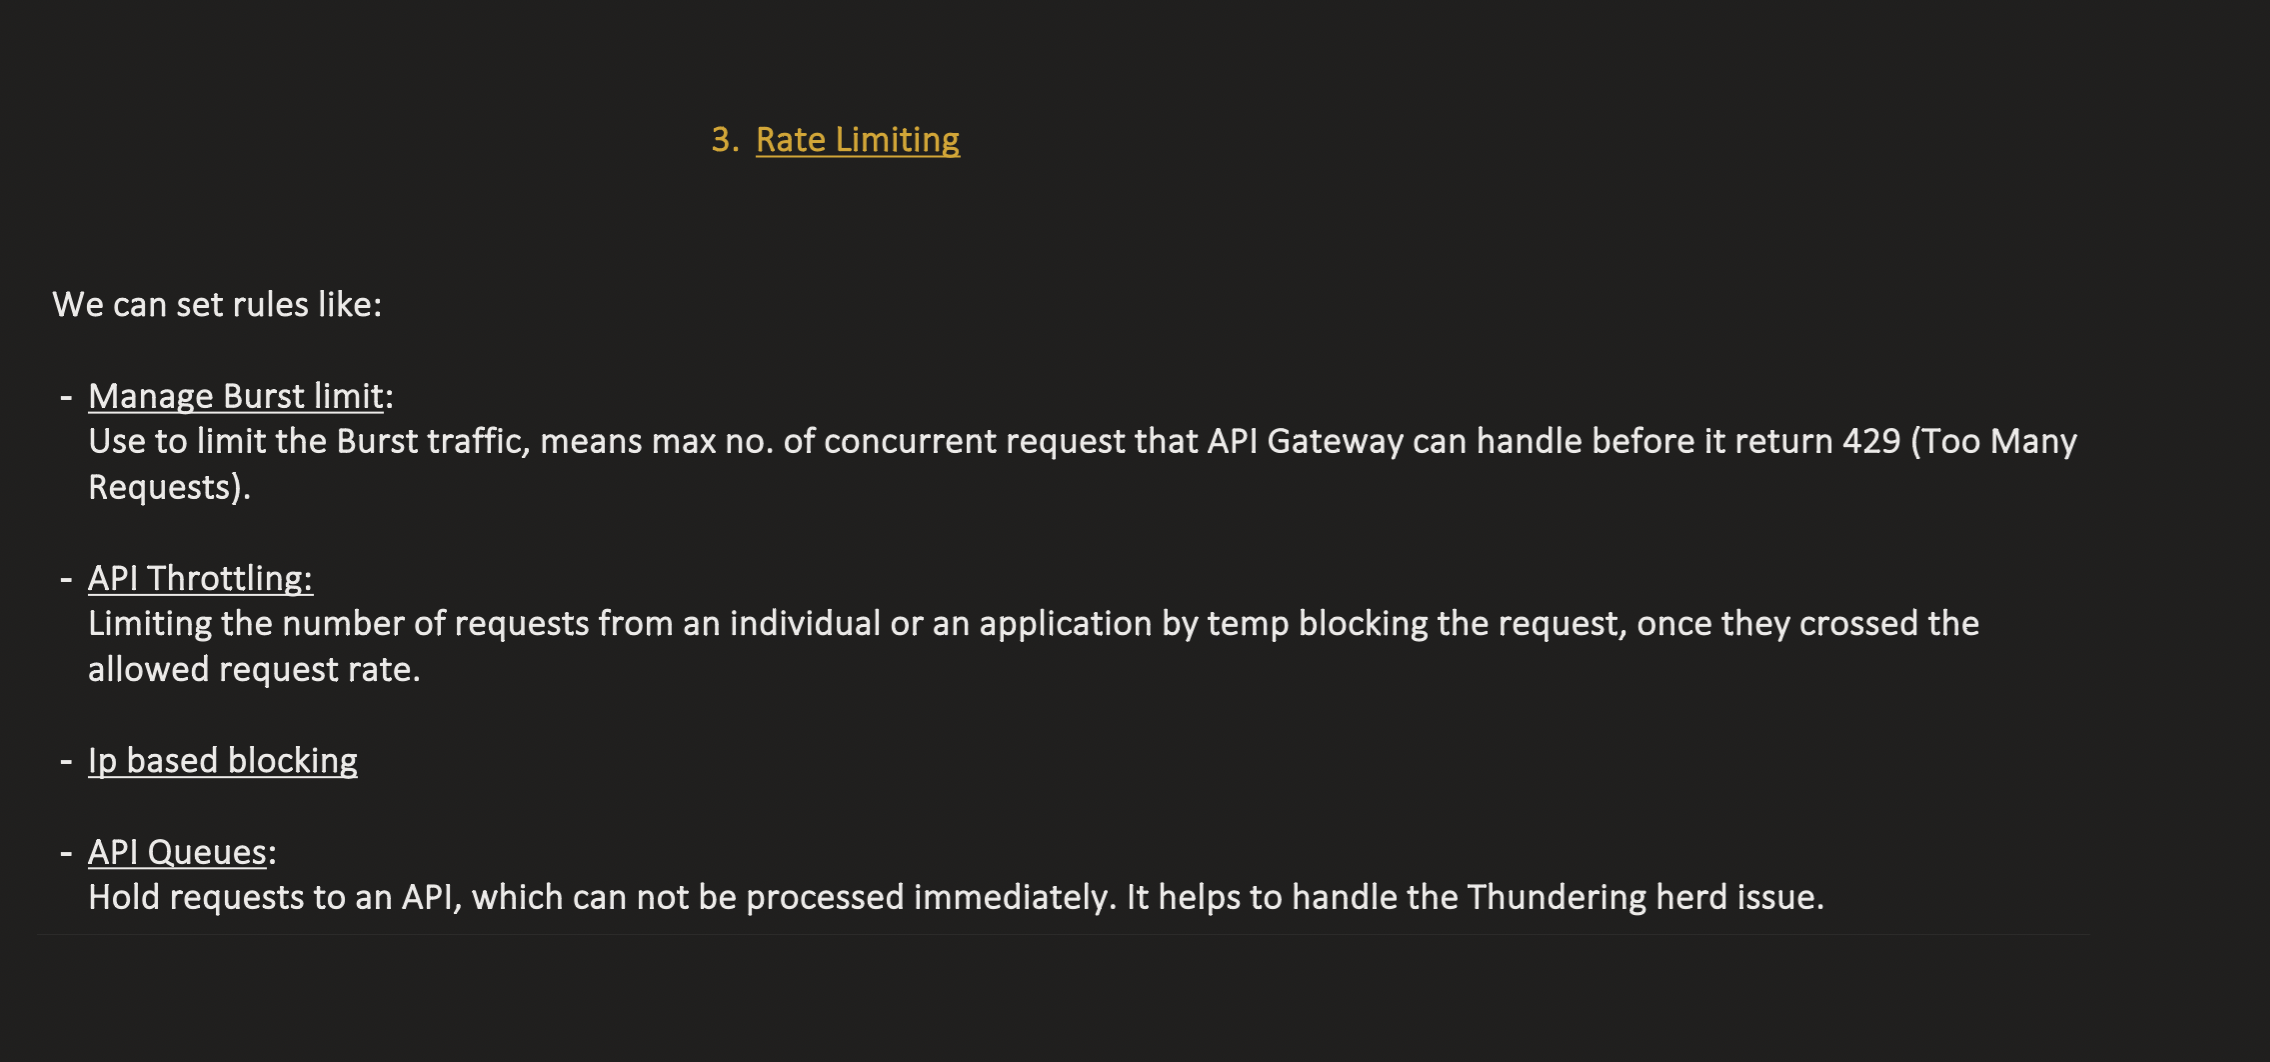 3. Rate Limiting
We can set rules like:
- Manage Burst limit:
Use to limit the Burst traffic, means max no. of concurrent request that API Gateway can handle before it return 429 (Too Many
Requests).
- API Throttling:
Limiting the number of requests from an individual or an application by temp blocking the request, once they crossed the
allowed request rate.
- Ip based blocking
- API Queues:
Hold requests to an API, which can not be processed immediately. It helps to handle the Thundering herd issue.